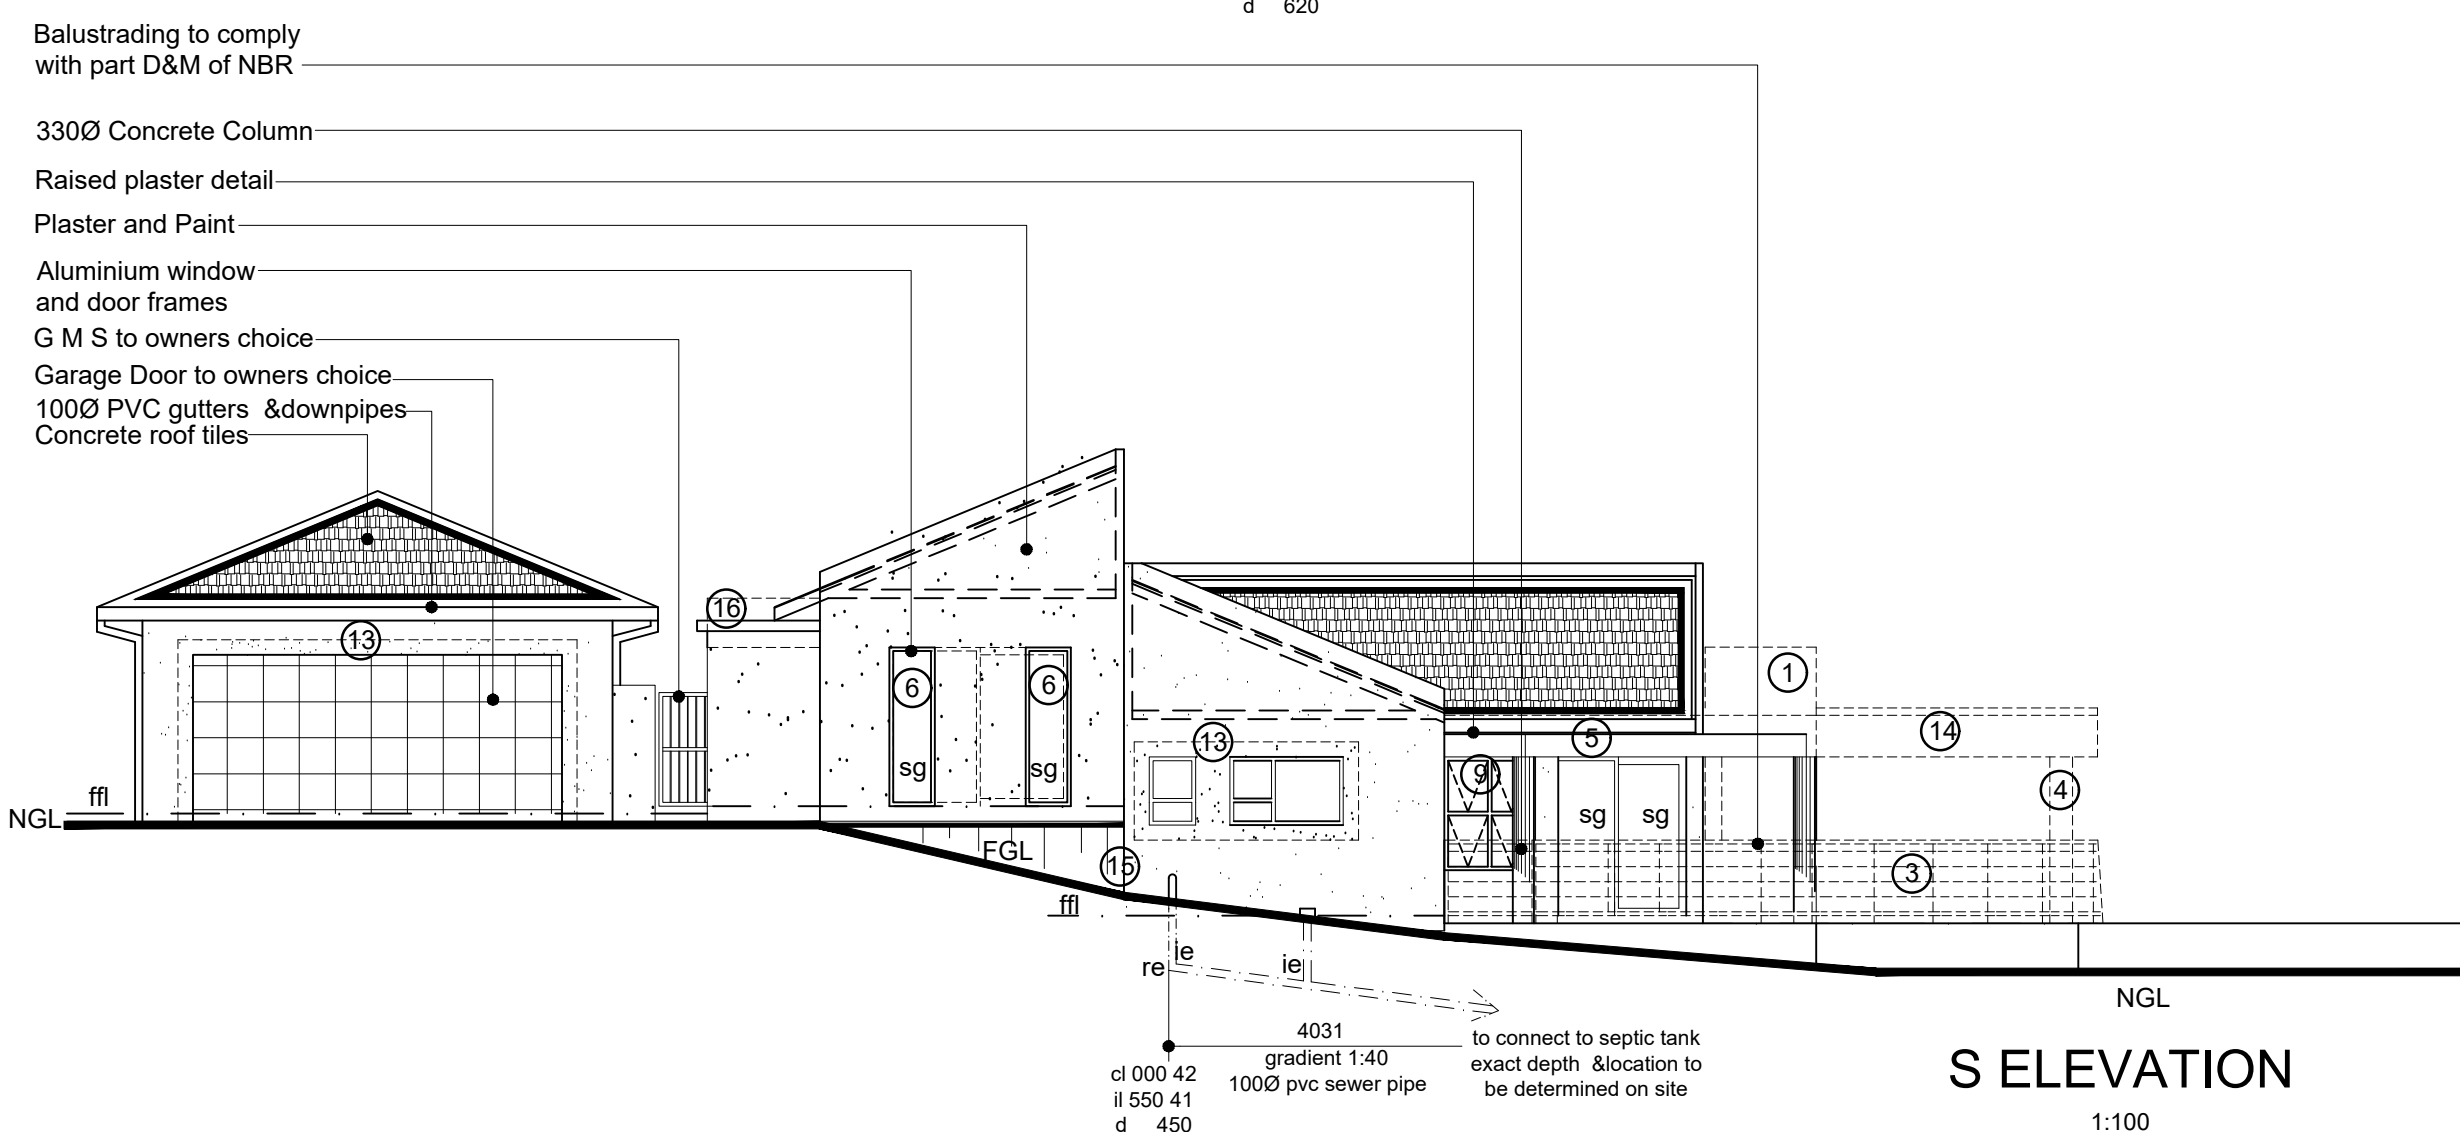 d 620
Balustrading to comply
with part D&M of NBR
330Ø Concrete Column
Raised plaster detail
Plaster and Paint
Aluminium window
and door frames
G M S to owners choice
Garage Door to owners choice
100Ø PVC gutters &downpipes
Concrete roof tiles
16
13
1
6
6
14
13
5
9
4
sg
sg
ffl
sg
sg
NGL
FGL
15
3
ffl
ie
re
ie
NGL
4031
gradient 1:40
100Ø pvc sewer pipe
to connect to septic tank
exact depth &location to
be determined on site
cl 000 42
il 550 41
d 450
S ELEVATION
1:100